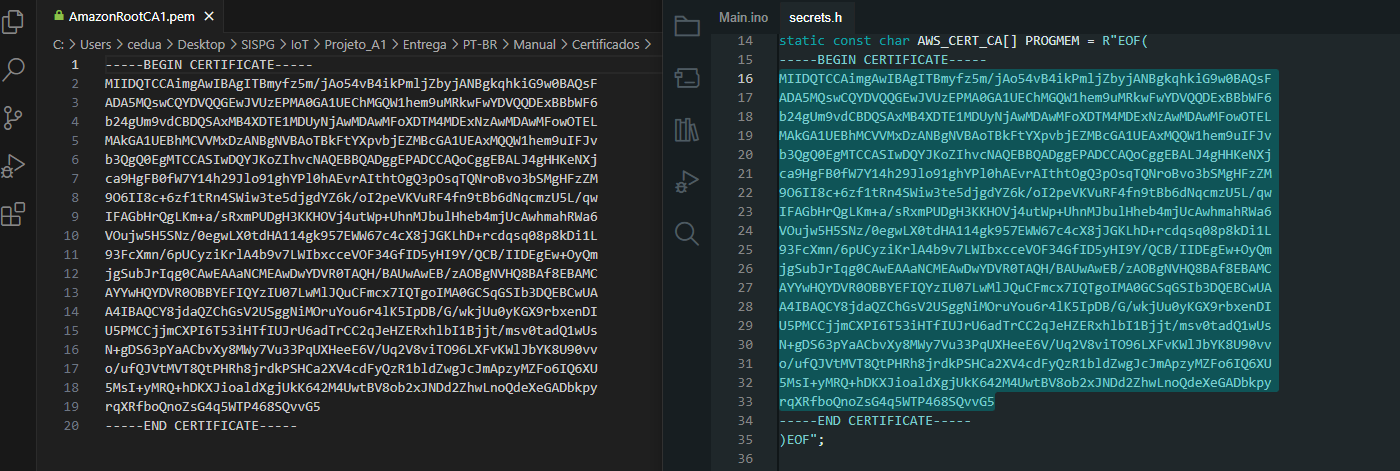 AmazonRootCA1.pem
C: > Users > cedua > Desktop > SISPG > IoT > Projeto_A1 > Entrega > PT-BR > Manual > Certificados >
1 -----BEGIN CERTIFICATE-----
2 MIIDQTCCAimgAwIBAgITBmyfz5m/jAo54vB4ikPmljZbyjANBgkqhkiG9w0BAQsF
3 ADA5MQswCQYDVQQGEwJVUzEPMA0GA1UEChMGQW1hem9uMRkwFwYDVQQDExBBbWF6
4 b24gUm9vdCBDQSAxMB4XDTE1MDUyNjAwMDAwMFoXDTM4MDExNzAwMDAwMFowOTEL
5 MAkGA1UEBhMCVVMxDzANBgNVBAoTBkFtYXpvbjEZMBcGA1UEAxMQQW1hem9uIFJv
6 b3QgQ0EgMTCCASIwDQYJKoZIhvcNAQEBBQADggEPADCCAQoCggEBALJ4gHHKeNXj
7 ca9HgFB0fW7Y14h29Jlo91ghYPl0hAEvrAIthtOgQ3pOsqTQNroBvo3bSMgHFzZM
8 9O6II8c+6zf1tRn4SWiw3te5djgdYZ6k/oI2peVKVuRF4fn9tBb6dNqcmzU5L/qw
9 IFAGbHrQgLKm+a/sRxmPUDgH3KKHOVj4utWp+UhnMJbulHheb4mjUcAwhmahRWa6
10 VOujw5H5SNz/0egwLX0tdHA114gk957EWW67c4cX8jJGKLhD+rcdqsq08p8kDi1L
11 93FcXmn/6pUCyziKrlA4b9v7LWIbxcceVOF34GfID5yHI9Y/QCB/IIDEgEw+OyQm
12 jgSubJrIqg0CAwEAAaNCMEAwDwYDVR0TAQH/BAUwAwEB/zAOBgNVHQ8BAf8EBAMC
13 AYYwHQYDVR0OBBYEFIQYzIU07LwMlJQuCFmcx7IQTgoIMA0GCSqGSIb3DQEBCwUA
14 A4IBAQCY8jdaQZChGsV2USggNiMOruYou6r4lK5IpDB/G/wkjUu0yKGX9rbxenDI
15 U5PMCCjjmCXPI6T53iHTfIUJrU6adTrCC2qJeHZERxhlbI1Bjjt/msv0tadQ1wUs
16 N+gDS63pYaACbvXy8MWy7Vu33PqUXHeeE6V/Uq2V8viTO96LXFvKWlJbYK8U90vv
17 o/ufQJVtMVT8QtPHRh8jrdkPSHCa2XV4cdFyQzR1bldZwgJcJmApzyMZFo6IQ6XU
18 5MsI+yMRQ+hDKXJioaldXgjUkK642M4UwtBV8ob2xJNDd2ZhwLnoQdeXeGADbkpy
19 rqXRfboQnoZsG4q5WTP468SQvvG5
20 -----END CERTIFICATE-----
Main.ino
secrets.h
14 static const char AWS_CERT_CA[] PROGMEM = R"EOF(
15 -----BEGIN CERTIFICATE-----
16 MIIDQTCCAimgAwIBAgITBmyfz5m/jAo54vB4ikPmljZbyjANBgkqhkiG9w0BAQsF
17 ADA5MQswCQYDVQQGEwJVUzEPMA0GA1UEChMGQW1hem9uMRkwFwYDVQQDExBBbWF6
18 b24gUm9vdCBDQSAxMB4XDTE1MDUyNjAwMDAwMFoXDTM4MDExNzAwMDAwMFowOTEL
19 MAkGA1UEBhMCVVMxDzANBgNVBAoTBkFtYXpvbjEZMBcGA1UEAxMQQW1hem9uIFJv
20 b3QgQ0EgMTCCASIwDQYJKoZIhvcNAQEBBQADggEPADCCAQoCggEBALJ4gHHKeNXj
21 ca9HgFB0fW7Y14h29Jlo91ghYPl0hAEvrAIthtOgQ3pOsqTQNroBvo3bSMgHFzZM
22 9O6II8c+6zf1tRn4SWiw3te5djgdYZ6k/oI2peVKVuRF4fn9tBb6dNqcmzU5L/qw
23 IFAGbHrQgLKm+a/sRxmPUDgH3KKHOVj4utWp+UhnMJbulHheb4mjUcAwhmahRWa6
24 VOujw5H5SNz/0egwLX0tdHA114gk957EWW67c4cX8jJGKLhD+rcdqsq08p8kDi1L
25 93FcXmn/6pUCyziKrlA4b9v7LWIbxcceVOF34GfID5yHI9Y/QCB/IIDEgEw+OyQm
26 jgSubJrIqg0CAwEAAaNCMEAwDwYDVR0TAQH/BAUwAwEB/zAOBgNVHQ8BAf8EBAMC
27 AYYwHQYDVR0OBBYEFIQYzIU07LwMlJQuCFmcx7IQTgoIMA0GCSqGSIb3DQEBCwUA
28 A4IBAQCY8jdaQZChGsV2USggNiMOruYou6r4lK5IpDB/G/wkjUu0yKGX9rbxenDI
29 U5PMCCjjmCXPI6T53iHTfIUJrU6adTrCC2qJeHZERxhlbI1Bjjt/msv0tadQ1wUs
30 N+gDS63pYaACbvXy8MWy7Vu33PqUXHeeE6V/Uq2V8viTO96LXFvKWlJbYK8U90vv
31 o/ufQJVtMVT8QtPHRh8jrdkPSHCa2XV4cdFyQzR1bldZwgJcJmApzyMZFo6IQ6XU
32 5MsI+yMRQ+hDKXJioaldXgjUkK642M4UwtBV8ob2xJNDd2ZhwLnoQdeXeGADbkpy
33 rqXRfboQnoZsG4q5WTP468SQvvG5
34 -----END CERTIFICATE-----
35 )EOF";
36